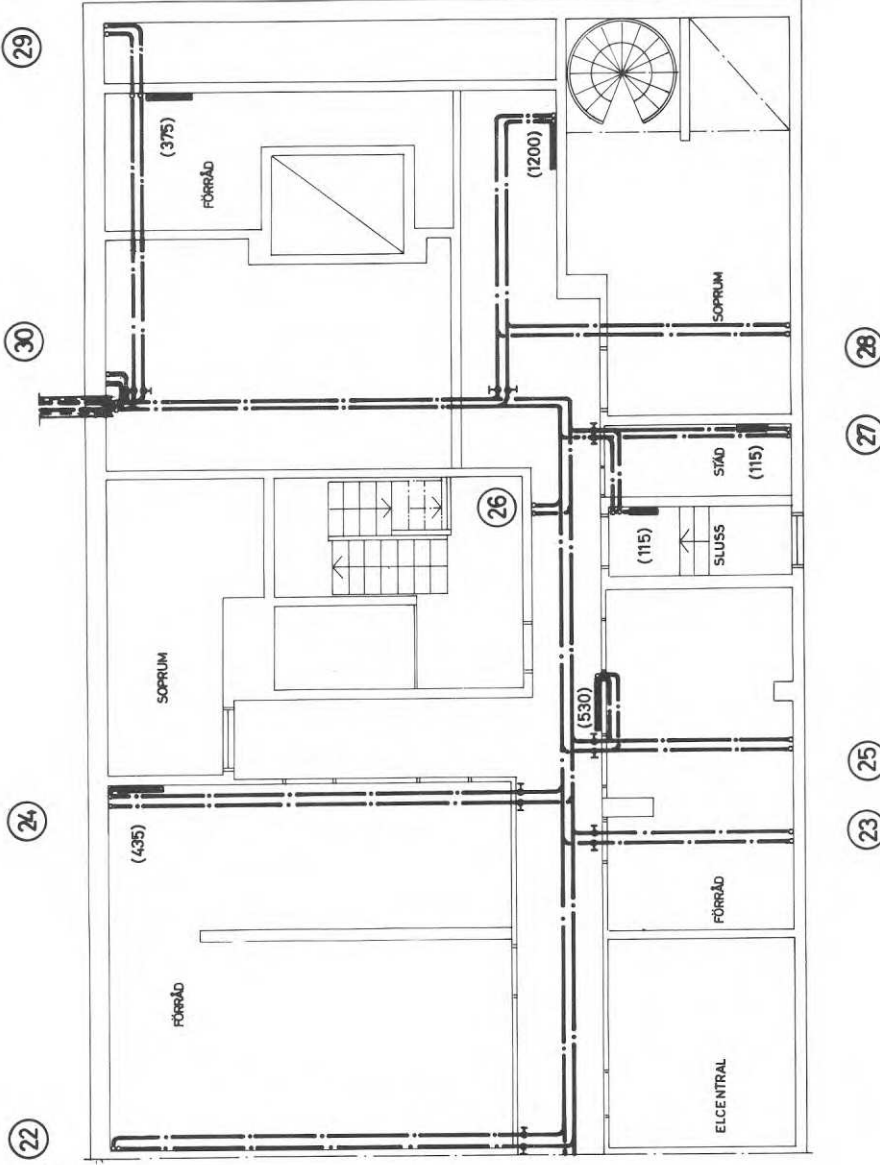 22
24
30
29
FÖRRÅD
(435)
SOPRUM
26
FÖRRÅD
(375)
(1200)
(530)
(115)
SLUSS
STÄD
(115)
SOPRUM
ELCENTRAL
FÖRRÅD
23
25
27
28